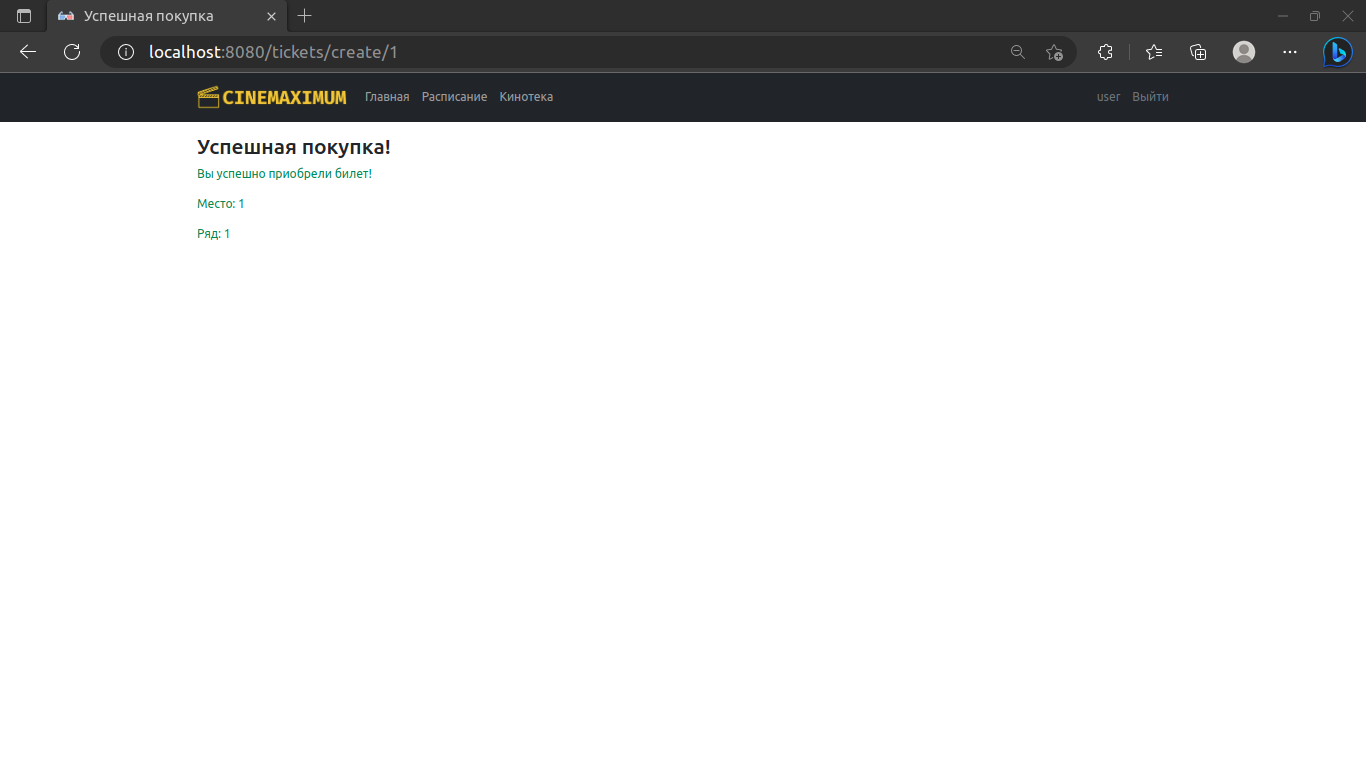 Успешная покупка
localhost:8080/tickets/create/1
CINEMAXIMUM Главная Расписание Кинотека user Выйти
Успешная покупка!
Вы успешно приобрели билет!
Место: 1
Ряд: 1